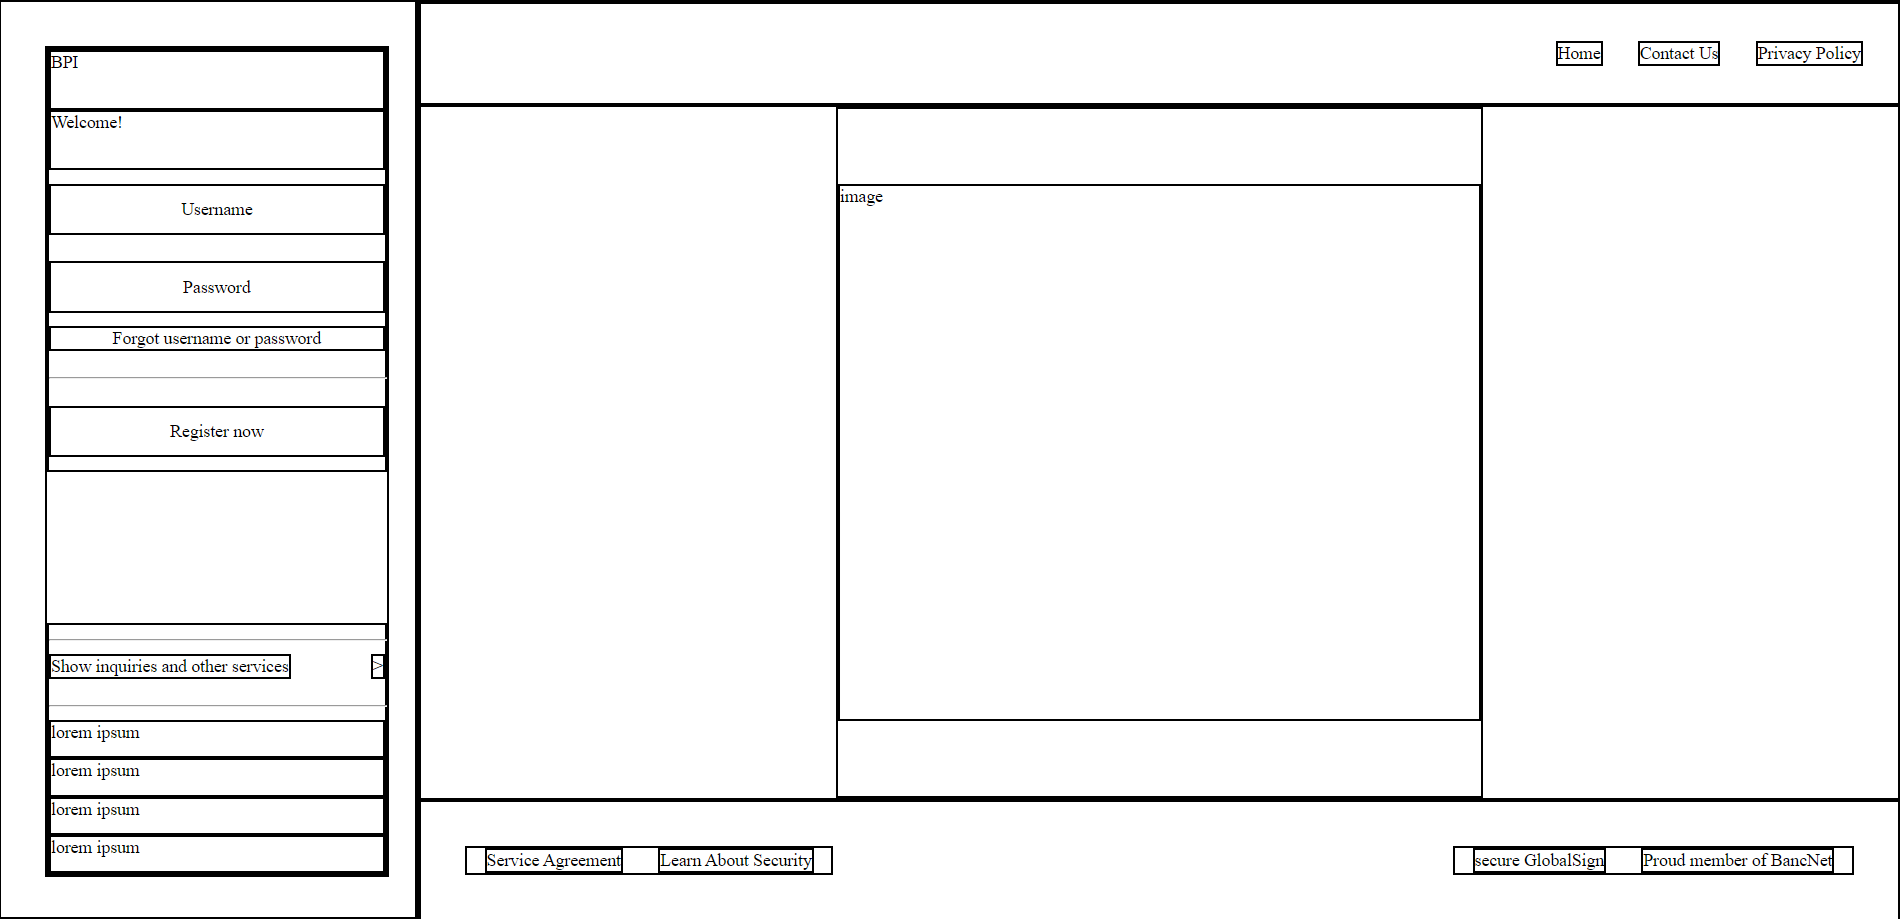 BPI
Welcome!
Username
Password
Forgot username or password
Register now
Show inquiries and other services >
lorem ipsum
lorem ipsum
lorem ipsum
lorem ipsum
Home Contact Us Privacy Policy
image
Service Agreement Learn About Security secure GlobalSign Proud member of BancNet